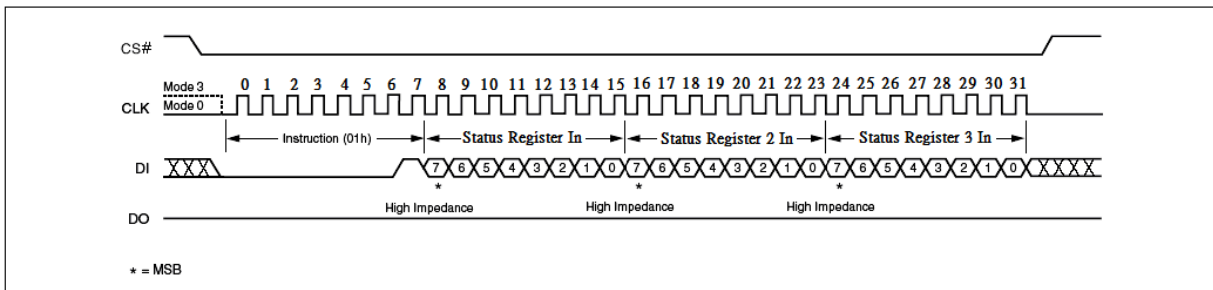 CS#
0 1 2 3 4 5 6 7 8 9 10 11 12 13 14 15 16 17 18 19 20 21 22 23 24 25 26 27 28 29 30 31
Mode 3
CLK Mode 0
Instruction (01h) Status Register In Status Register 2 In Status Register 3 In
DI 7 6 5 4 3 2 1 0 7 6 5 4 3 2 1 0 7 6 5 4 3 2 1 0
* * *
High Impedance High Impedance High Impedance
DO
* = MSB